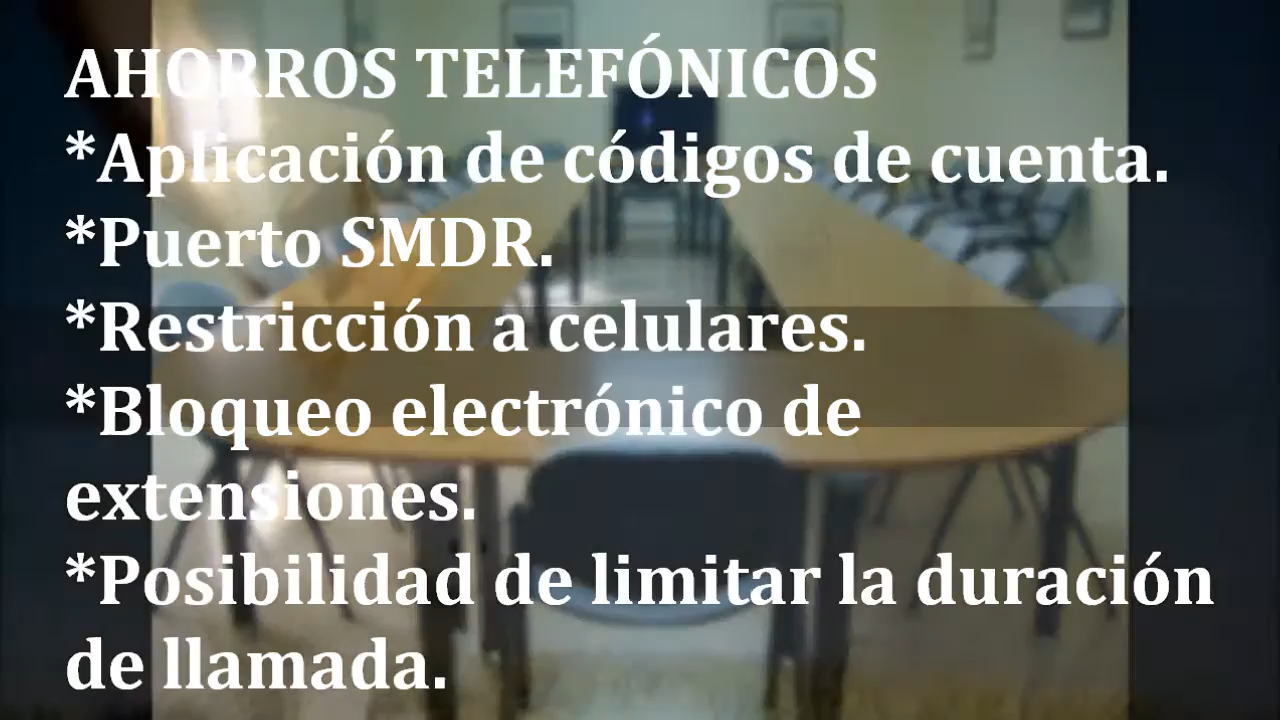 AHORROS TELEFÓNICOS
*Aplicación de códigos de cuenta.
*Puerto SMDR.
*Restricción a celulares.
*Bloqueo electrónico de
extensiones.
*Posibilidad de limitar la duración
de llamada.